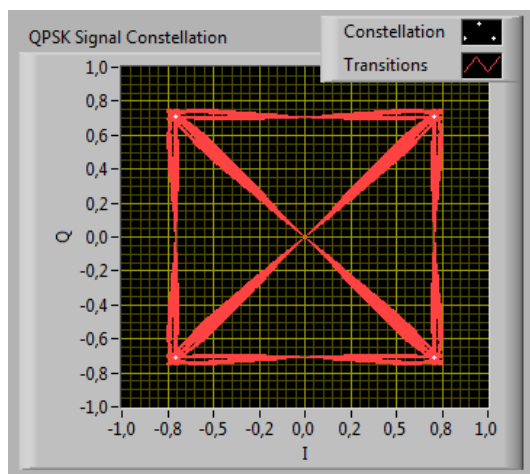 QPSK Signal Constellation
Constellation
Transitions
1,0
0,8
0,6
0,4
0,2
0,0
-0,2
-0,4
-0,6
-0,8
-1,0
Q
-1,0 -0,8 -0,5 -0,2 0,0 0,2 0,5 0,8 1,0
I